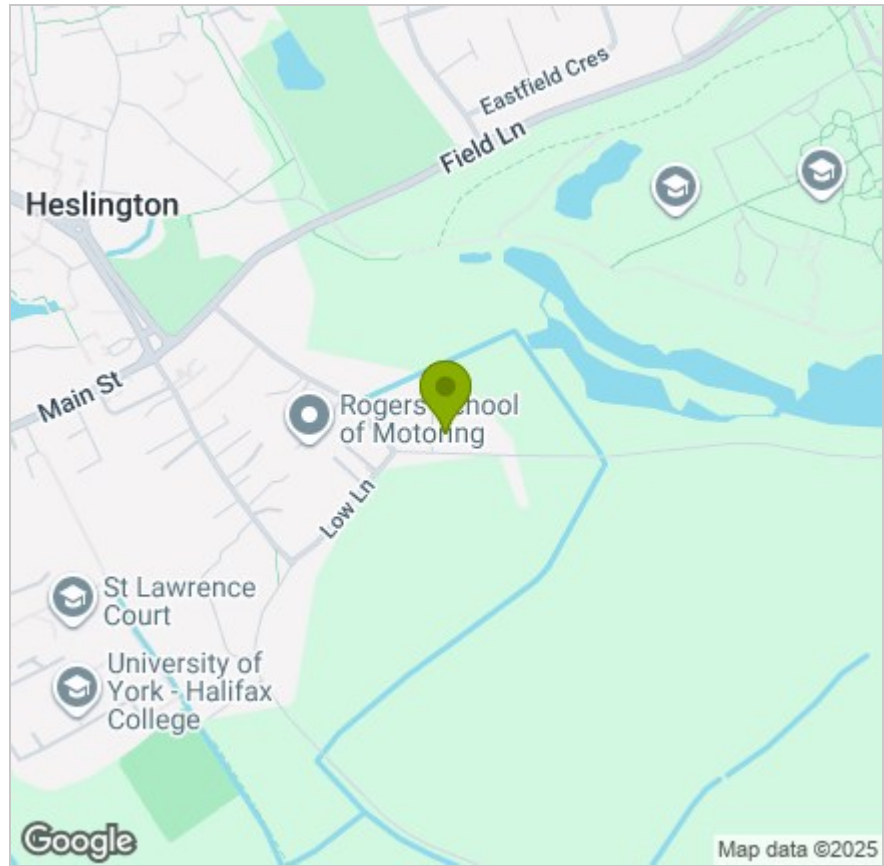 Eastfield Cres
Field Ln
Heslington
Main St
Rogers School
of Motoring
Low Ln
St Lawrence
Court
University of
York - Halifax
College
Google
Map data ©2025